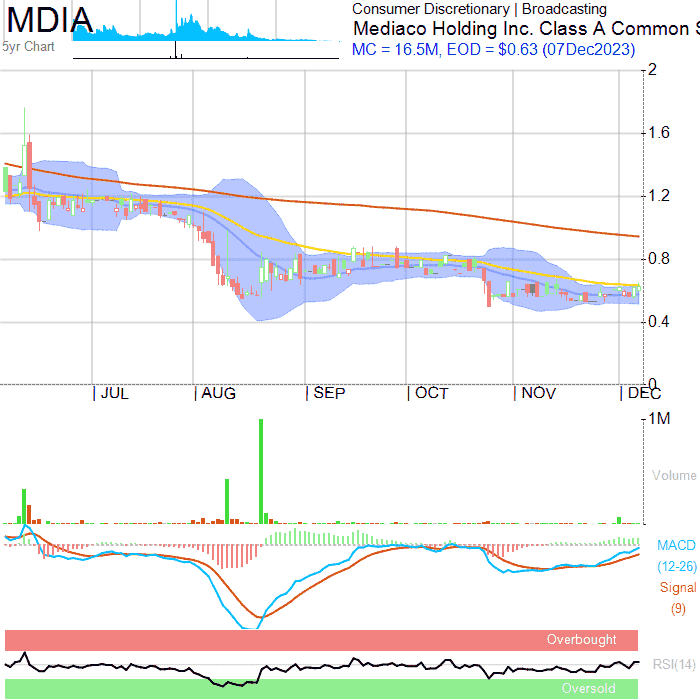 MDIA
5yr Chart
Consumer Discretionary | Broadcasting
Mediaco Holding Inc. Class A Common S
MC = 16.5M, EOD = $0.63 (07Dec2023)
2
1.6
1.2
0.8
0.4
0
JUL AUG SEP OCT NOV DEC
1M
Volume
MACD
(12-26)
Signal
(9)
Overbought
RSI(14)
Oversold